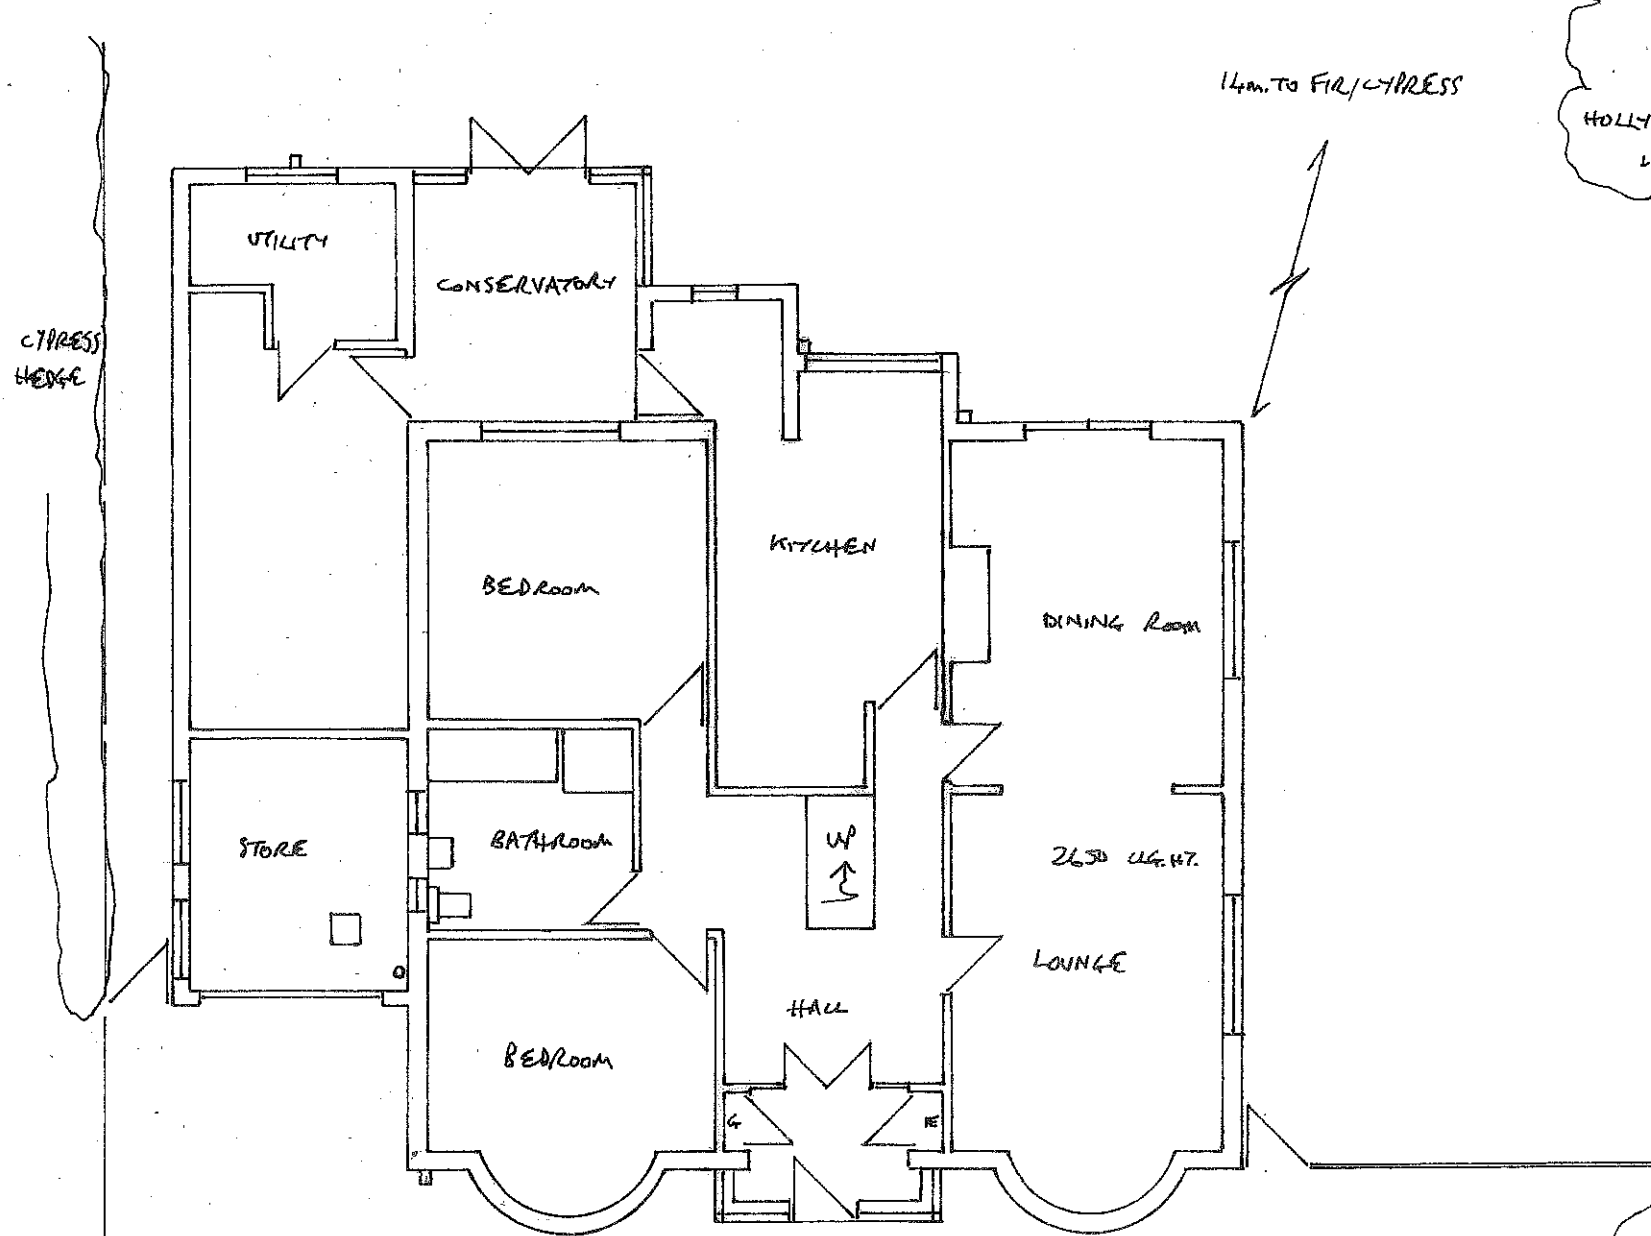 14m. TO FIR/CYPRESS
HOLLY
UTILITY
CONSERVATORY
CYPRESS
HEDGE
KITCHEN
BEDROOM
DINING ROOM
STORE
BATHROOM
UP
2650 CLG.HT.
LOUNGE
HALL
BEDROOM
G
E